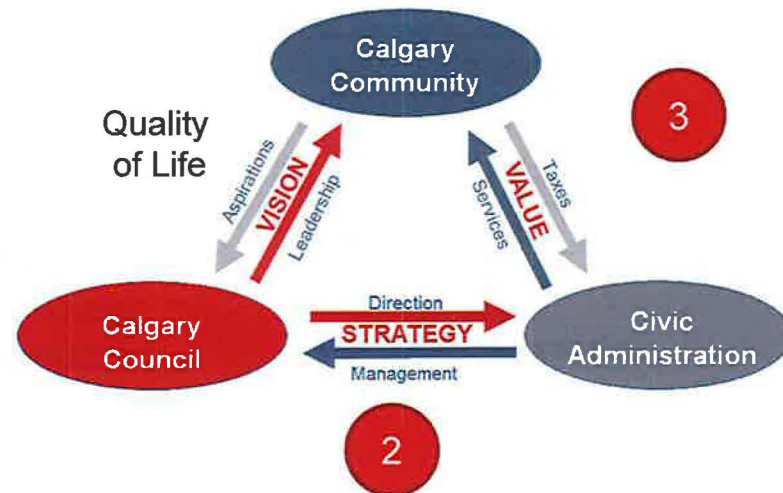 Calgary
Community
3
Quality
of Life
Aspirations
VISION
Leadership
Services
VALUE
Taxes
Calgary
Council
Direction
STRATEGY
Management
Civic
Administration
2